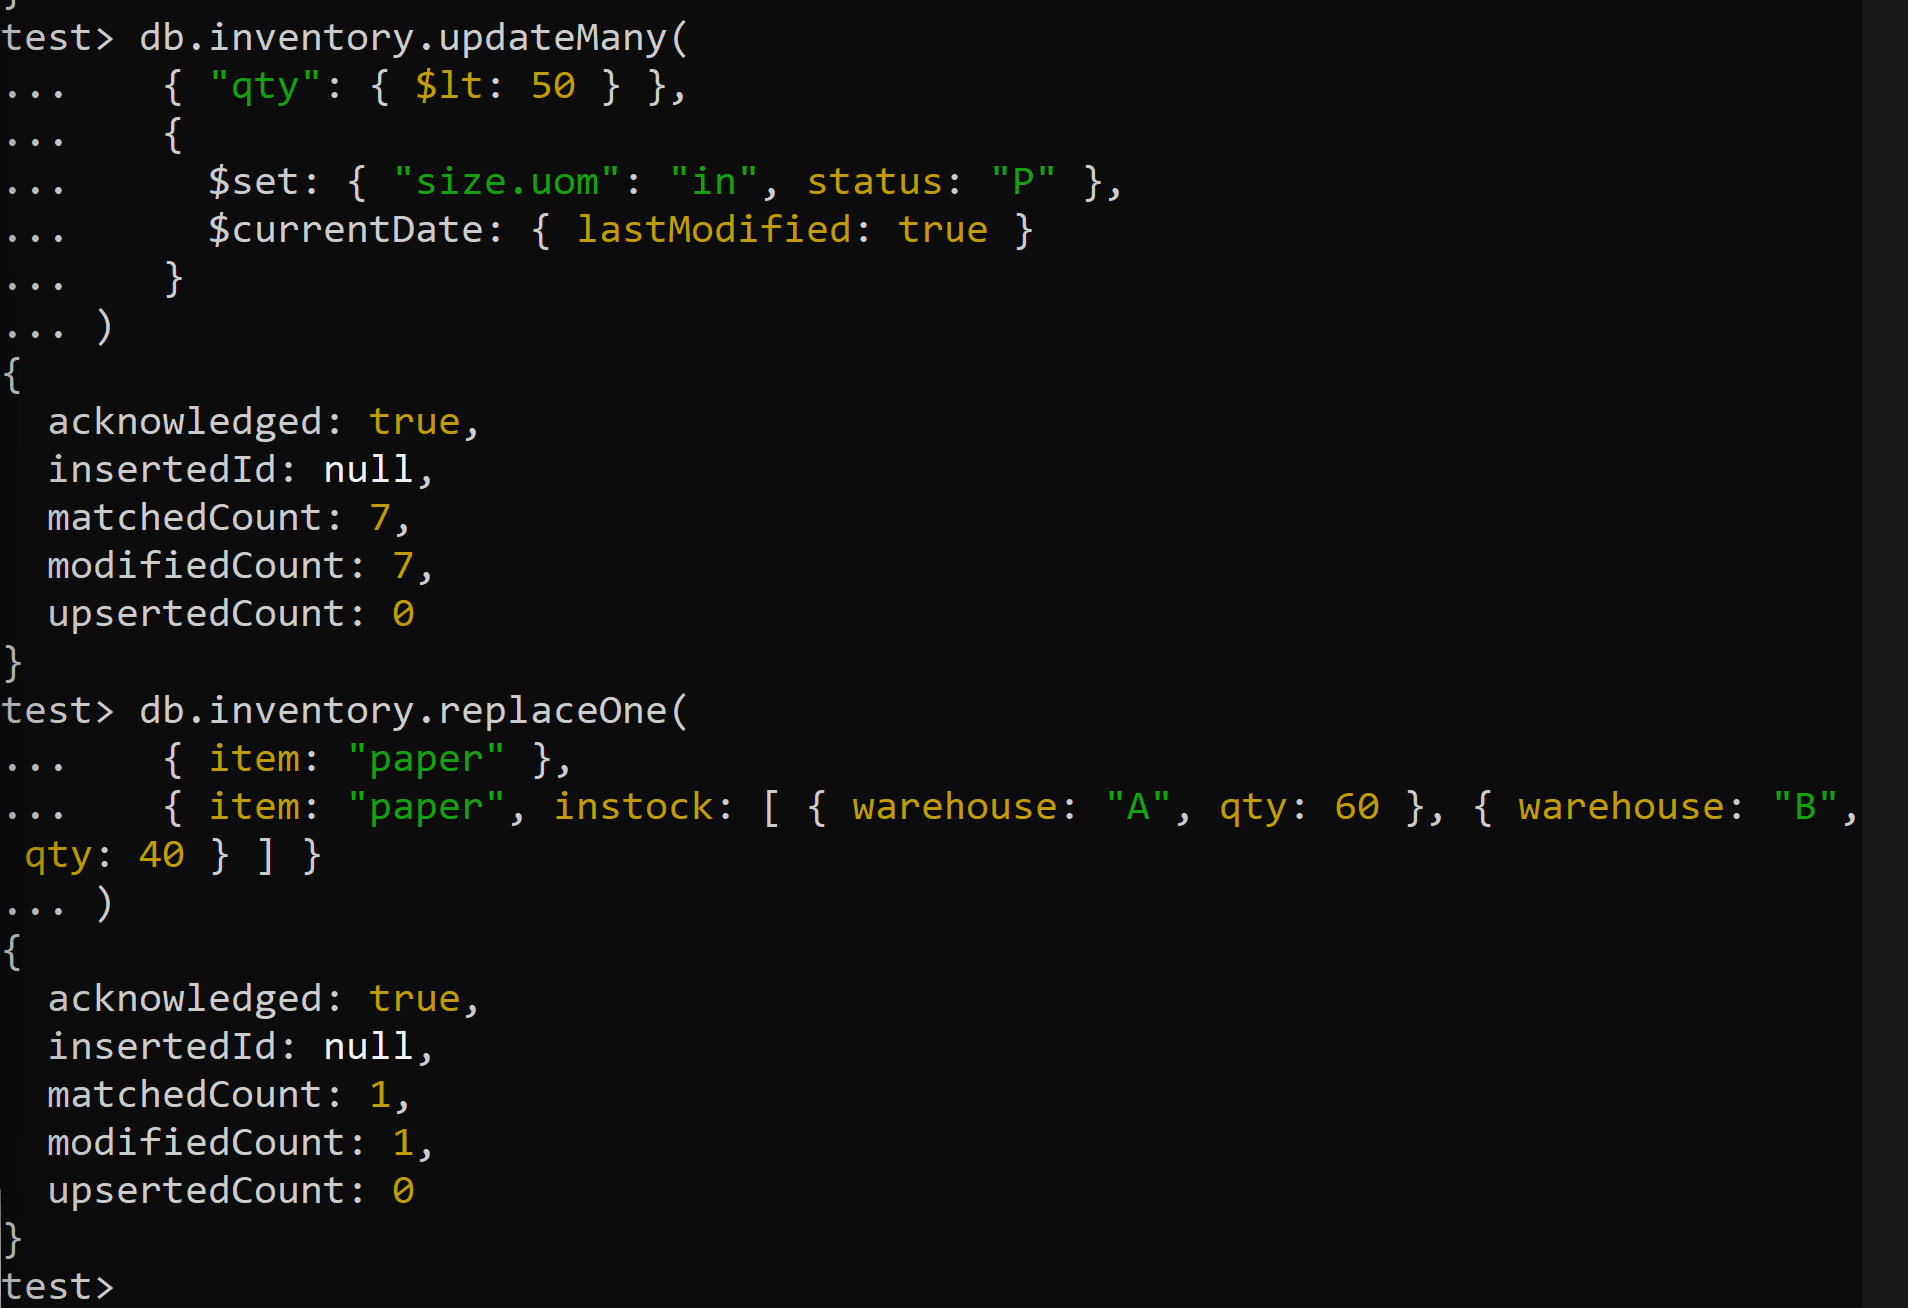 }
test> db.inventory.updateMany(
...    { "qty": { $lt: 50 } },
...    {
...      $set: { "size.uom": "in", status: "P" },
...      $currentDate: { lastModified: true }
...    }
... )
{
  acknowledged: true,
  insertedId: null,
  matchedCount: 7,
  modifiedCount: 7,
  upsertedCount: 0
}
test> db.inventory.replaceOne(
...    { item: "paper" },
...    { item: "paper", instock: [ { warehouse: "A", qty: 60 }, { warehouse: "B",
 qty: 40 } ] }
... )
{
  acknowledged: true,
  insertedId: null,
  matchedCount: 1,
  modifiedCount: 1,
  upsertedCount: 0
}
test>